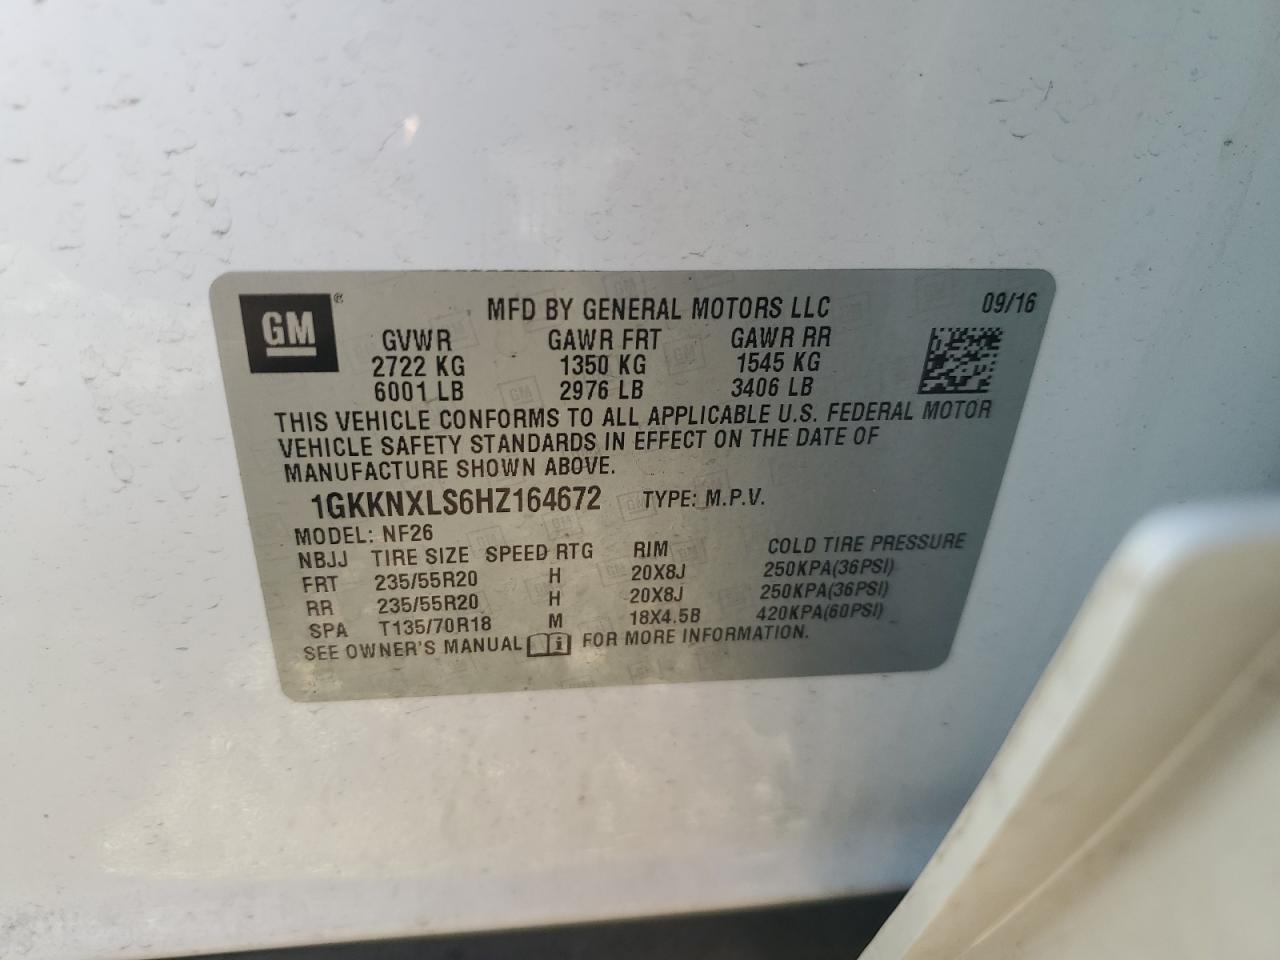 GM ®
MFD BY GENERAL MOTORS LLC 09/16
GVWR GAWR FRT GAWR RR
2722 KG 1350 KG 1545 KG
6001 LB 2976 LB 3406 LB
THIS VEHICLE CONFORMS TO ALL APPLICABLE U.S. FEDERAL MOTOR
VEHICLE SAFETY STANDARDS IN EFFECT ON THE DATE OF
MANUFACTURE SHOWN ABOVE.
1GKKNXLS6HZ164672 TYPE: M.P.V.
MODEL: NF26
NBJJ TIRE SIZE SPEED RTG RIM COLD TIRE PRESSURE
FRT 235/55R20 H 20X8J 250KPA(36PSI)
RR 235/55R20 H 20X8J 250KPA(36PSI)
SPA T135/70R18 M 18X4.5B 420KPA(60PSI)
SEE OWNER'S MANUAL i FOR MORE INFORMATION.